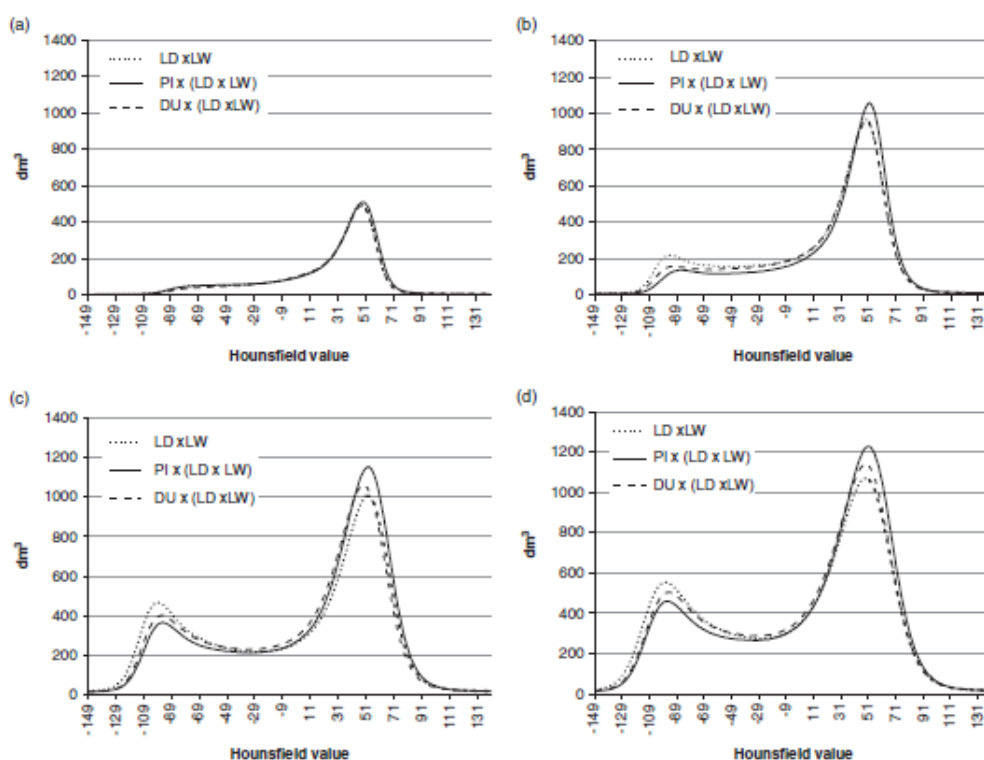 (a)
1400
1200
1000
800
600
400
200
0
dm³
LD xLW
PI x (LD x LW)
DU x (LD xLW)
-149 -129 -109 -89 -69 -49 -29 -9 11 31 51 71 91 111 131
Hounsfield value
(b)
1400
1200
1000
800
600
400
200
0
dm³
LD xLW
PI x (LD x LW)
DU x (LD xLW)
-149 -129 -109 -89 -69 -49 -29 -9 11 31 51 71 91 111 131
Hounsfield value
(c)
1400
1200
1000
800
600
400
200
0
dm³
LD xLW
PI x (LD x LW)
DU x (LD xLW)
-149 -129 -109 -89 -69 -49 -29 -9 11 31 51 71 91 111 131
Hounsfield value
(d)
1400
1200
1000
800
600
400
200
0
dm³
LD xLW
PI x (LD x LW)
DU x (LD xLW)
-149 -129 -109 -89 -69 -49 -29 -9 11 31 51 71 91 111 131
Hounsfield value